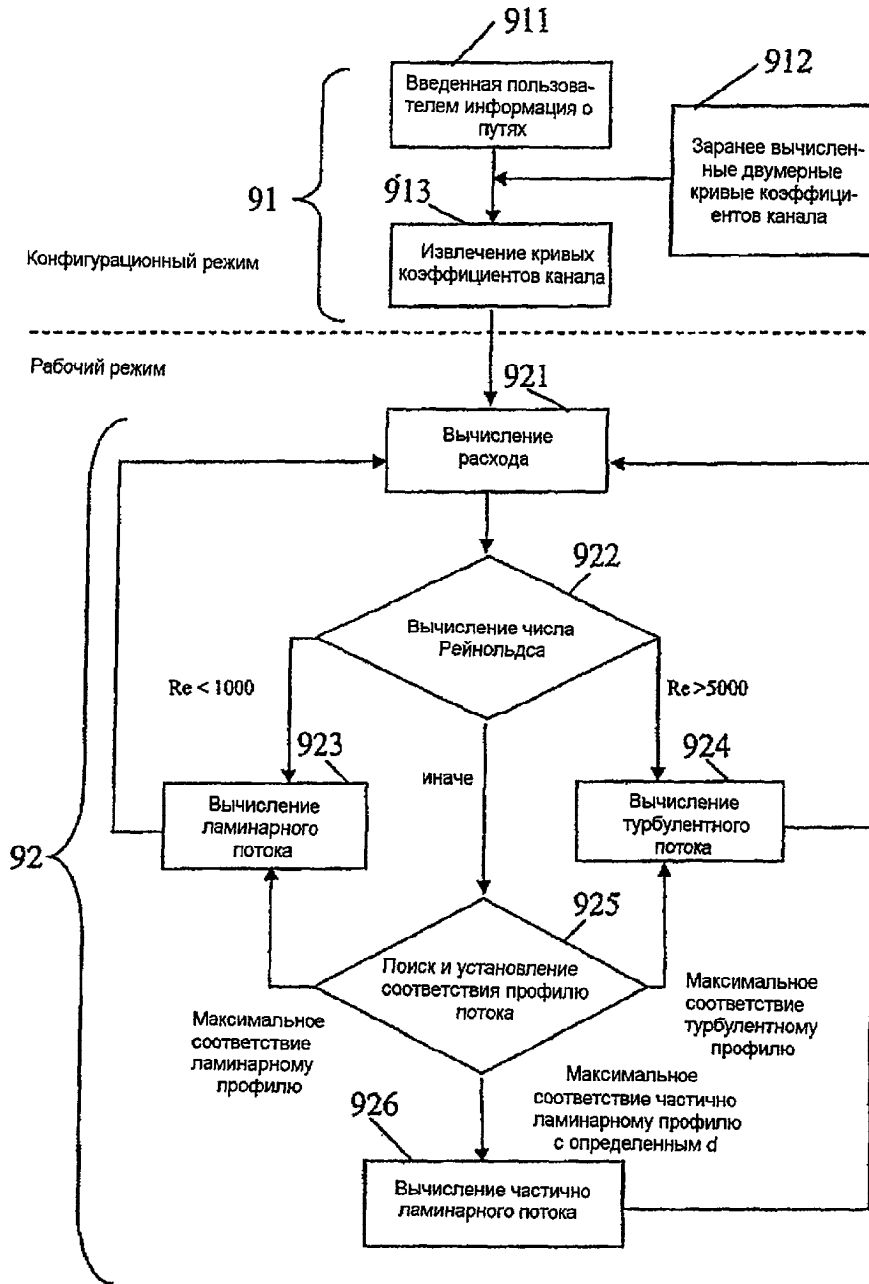 911
Введенная пользова-
телем информация о
путях
912
Заранее вычислен-
ные двумерные
кривые коэффици-
ентов канала
91
913
Извлечение кривых
коэффициентов канала
Конфигурационный режим
Рабочий режим
921
Вычисление
расхода
922
Вычисление числа
Рейнольдса
Re < 1000
Re >5000
923
Вычисление
ламинарного
потока
иначе
924
Вычисление
турбулентного
потока
92
925
Поиск и установление
соответствия профилю
потока
Максимальное
соответствие
ламинарному
профилю
Максимальное
соответствие
турбулентному
профилю
Максимальное
соответствие частично
ламинарному профилю
с определенным d
926
Вычисление частично
ламинарного потока